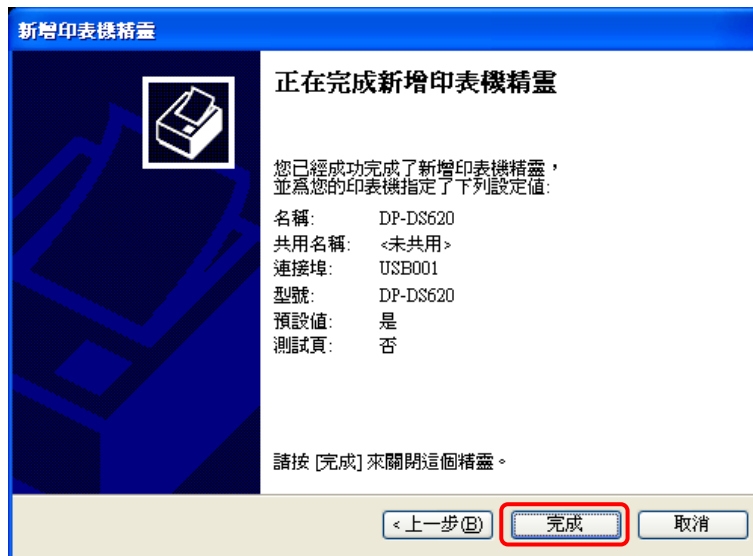 新增印表機精靈
正在完成新增印表機精靈
您已經成功完成了新增印表機精靈，
並為您的印表機指定了下列設定值:
名稱: DP-DS620
共用名稱: <未共用>
連接埠: USB001
型號: DP-DS620
預設值: 是
測試頁: 否
請按 [完成] 來關閉這個精靈。
<上一步(B) 完成 取消